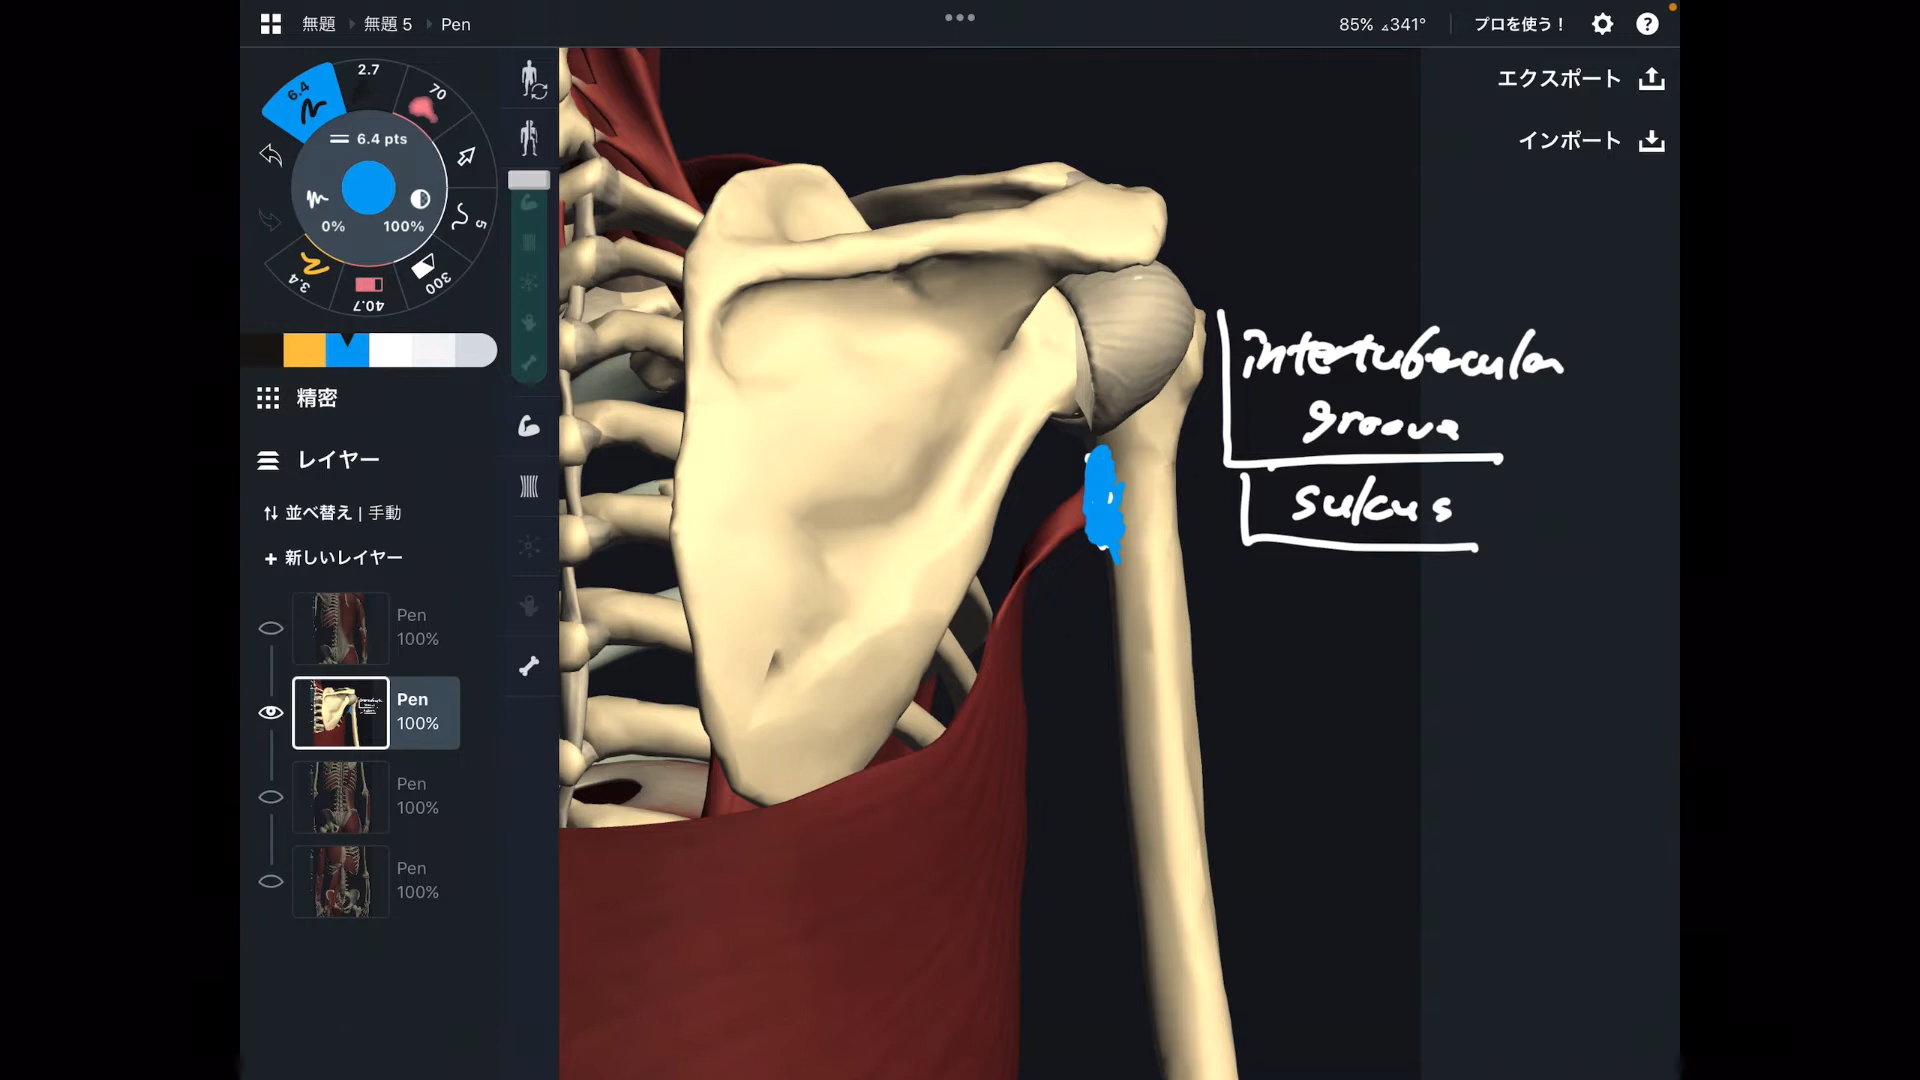 無題 無題 5 Pen
85% ⊿341°
プロを使う！
?
エクスポート
インポート
6.4
2.7
70
6.4 pts
0%
100%
5
300
40.7
3.4
精密
レイヤー
並べ替え | 手動
+ 新しいレイヤー
Pen
100%
Pen
100%
Pen
100%
Pen
100%
intertubecular
groove
sulcus